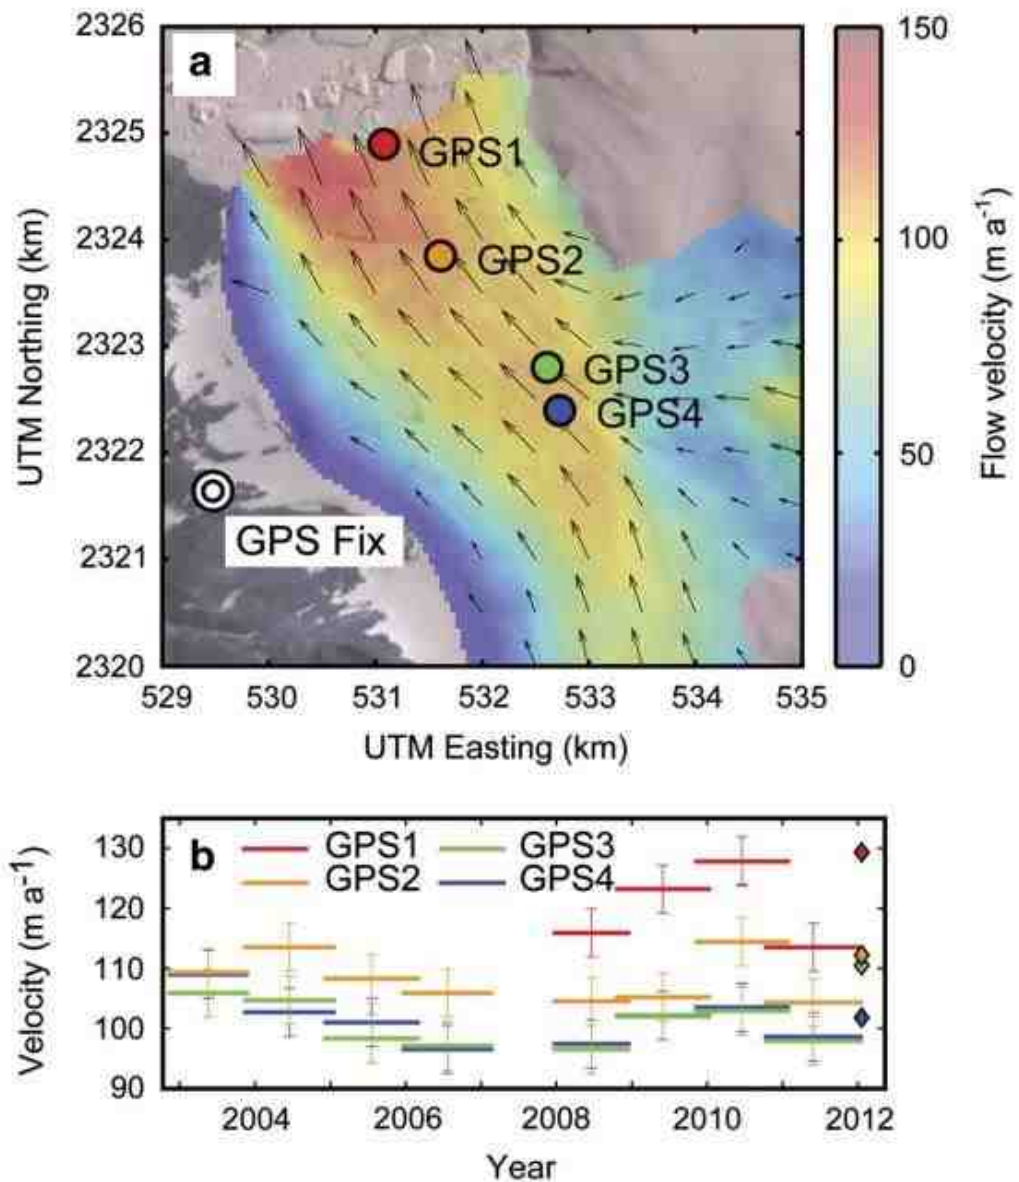 2326
2325
2324
2323
2322
2321
2320
UTM Northing (km)
a
GPS1
GPS2
GPS3
GPS4
GPS Fix
529
530
531
532
533
534
535
UTM Easting (km)
150
100
50
0
Flow velocity (m a⁻¹)
b
GPS1
GPS2
GPS3
GPS4
130
120
110
100
90
Velocity (m a⁻¹)
2004
2006
2008
2010
2012
Year